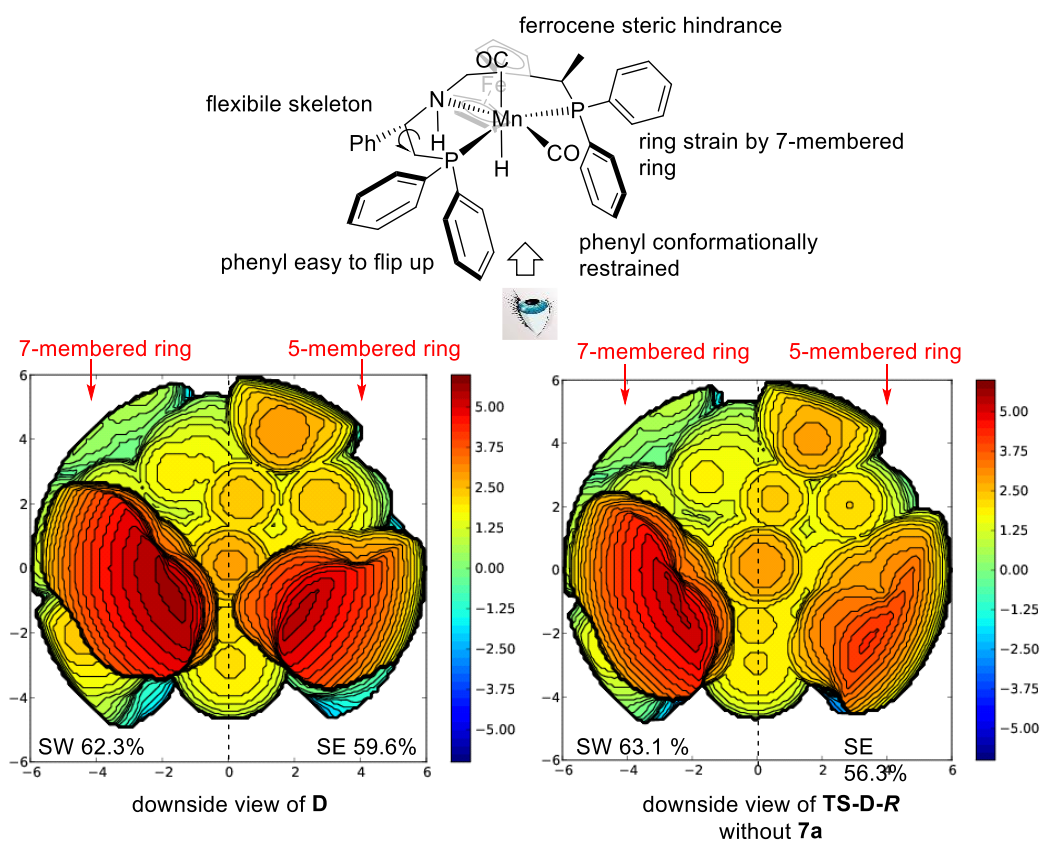 ferrocene steric hindrance
OC
Fe
flexibile skeleton
N
Mn
P
H
Ph
ring strain by 7-membered
ring
P
CO
H
phenyl conformationally
restrained
phenyl easy to flip up
7-membered ring
5-membered ring
7-membered ring
5-membered ring
6
4
2
0
−2
−4
−6
−6 −4 −2 0 2 4 6
5.00
3.75
2.50
1.25
0.00
−1.25
−2.50
−3.75
−5.00
SW 62.3%
SE 59.6%
downside view of D
6
4
2
0
−2
−4
−6
−6 −4 −2 0 2 4 6
5.00
3.75
2.50
1.25
0.00
−1.25
−2.50
−3.75
−5.00
SW 63.1 %
SE
56.3%
downside view of TS-D-R
without 7a